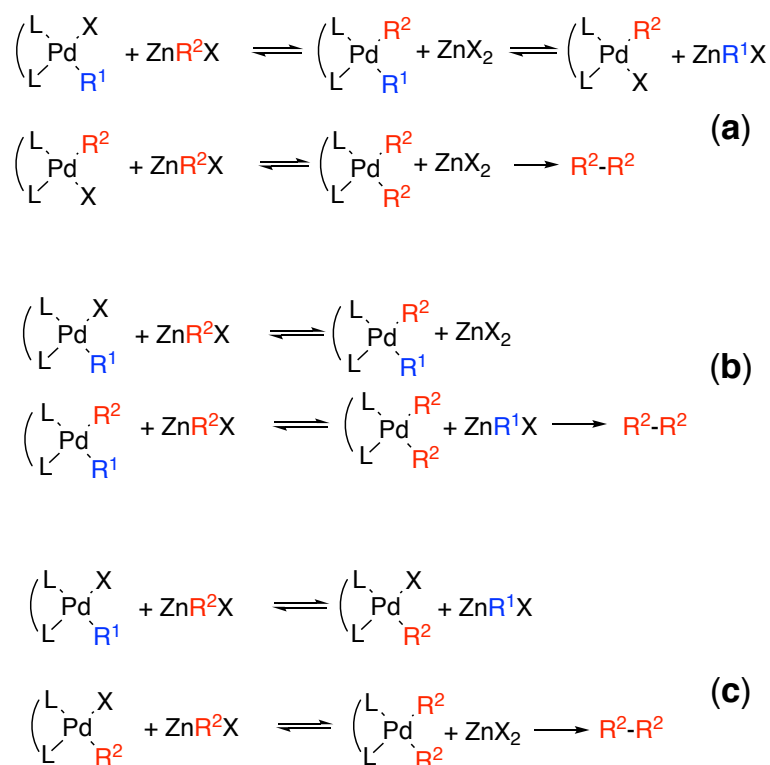 L X L R² L R²
Pd + ZnR²X Pd + ZnX₂ Pd + ZnR¹X
L R¹ L R¹ L X
(a)
L R² L R²
Pd + ZnR²X Pd + ZnX₂ R²-R²
L X L R²
L X L R²
Pd + ZnR²X Pd + ZnX₂
L R¹ L R¹
(b)
L R² L R²
Pd + ZnR²X Pd + ZnR¹X R²-R²
L R¹ L R²
L X L X
Pd + ZnR²X Pd + ZnR¹X
L R¹ L R²
(c)
L X L R²
Pd + ZnR²X Pd + ZnX₂ R²-R²
L R² L R²